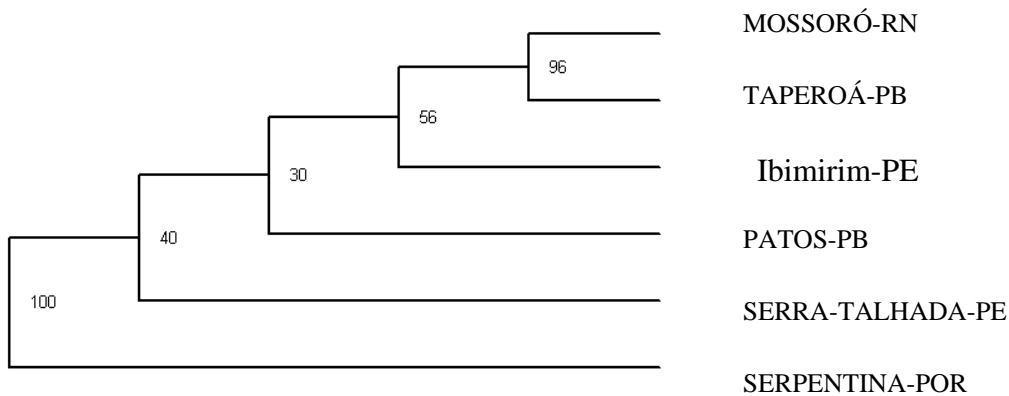 MOSSORÓ-RN
96
TAPEROÁ-PB
56
Ibimirim-PE
30
PATOS-PB
40
SERRA-TALHADA-PE
100
SERPENTINA-POR